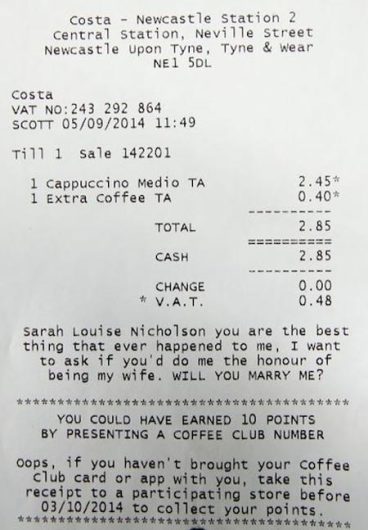 Costa - Newcastle Station 2
Central Station, Neville Street
Newcastle Upon Tyne, Tyne & Wear
NE1 5DL
Costa
VAT NO:243 292 864
SCOTT 05/09/2014 11:49
Till 1 Sale 142201
1 Cappuccino Medio TA 2.45*
1 Extra Coffee TA 0.40*
----------
TOTAL 2.85
==========
CASH 2.85
----------
CHANGE 0.00
* V.A.T. 0.48
Sarah Louise Nicholson you are the best
thing that ever happened to me, I want
to ask if you'd do me the honour of
being my wife. WILL YOU MARRY ME?
****************************************
YOU COULD HAVE EARNED 10 POINTS
BY PRESENTING A COFFEE CLUB NUMBER
Oops, if you haven't brought your Coffee
Club card or app with you, take this
receipt to a participating store before
03/10/2014 to collect your points.
****************************************